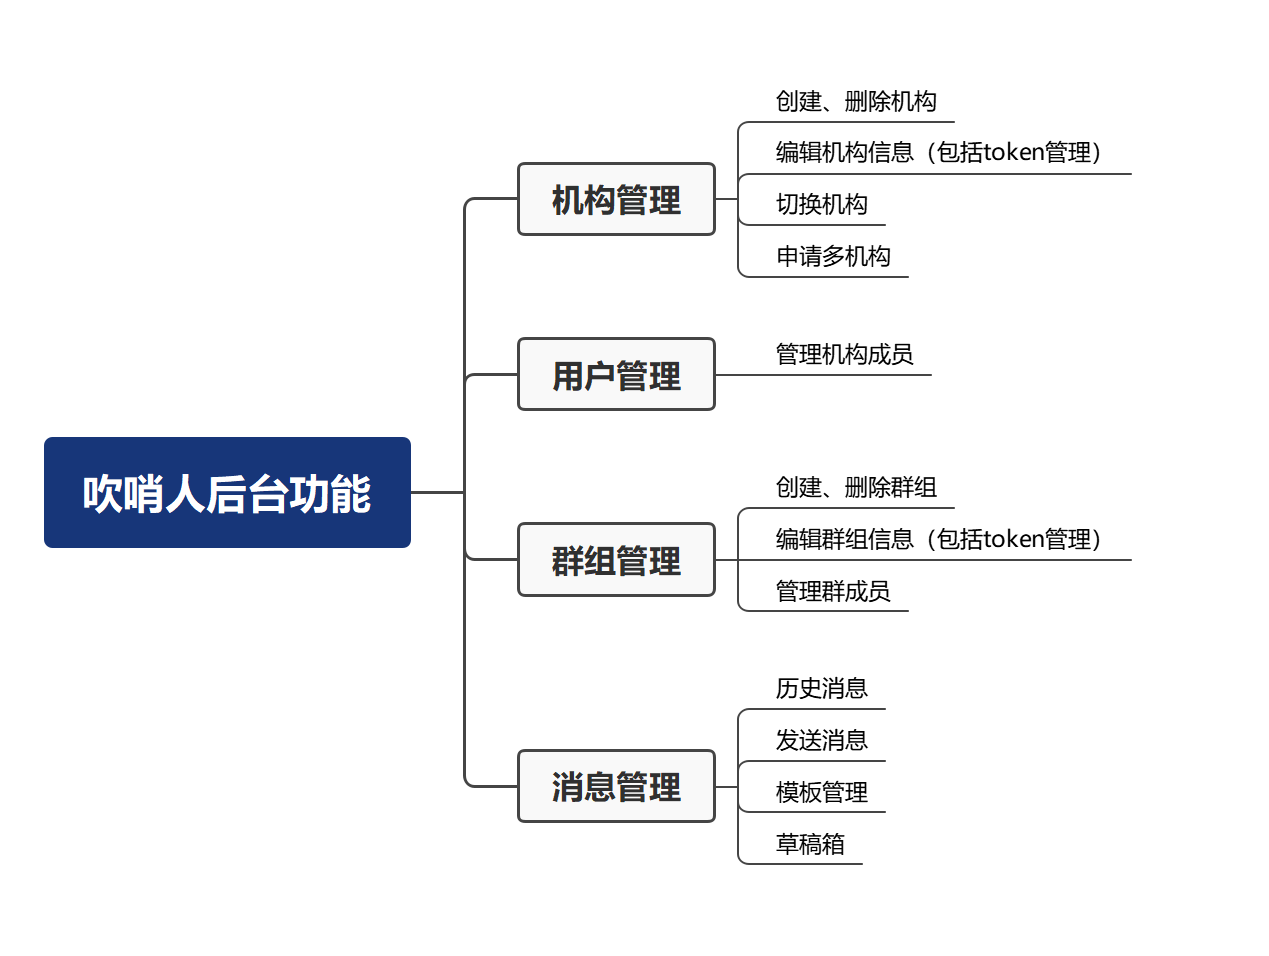 吹哨人后台功能
机构管理
创建、删除机构
编辑机构信息（包括token管理）
切换机构
申请多机构
用户管理
管理机构成员
群组管理
创建、删除群组
编辑群组信息（包括token管理）
管理群成员
消息管理
历史消息
发送消息
模板管理
草稿箱